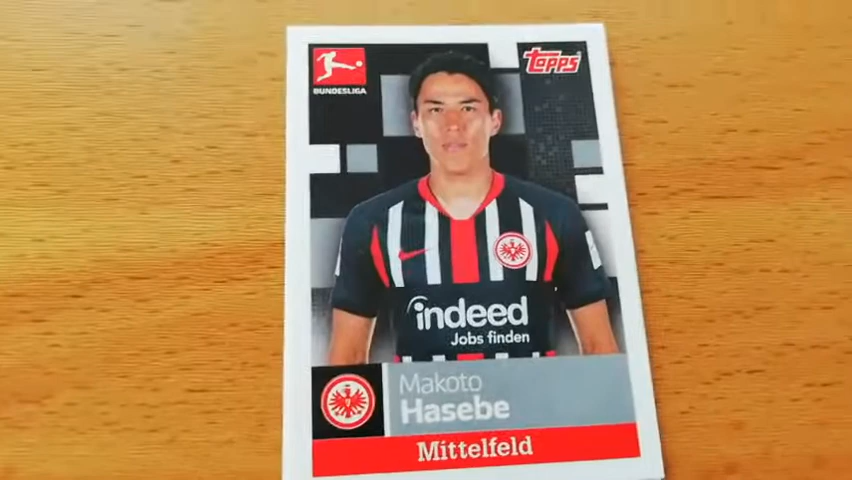 BUNDESLIGA
topps
indeed
Jobs finden
Makoto
Hasebe
Mittelfeld